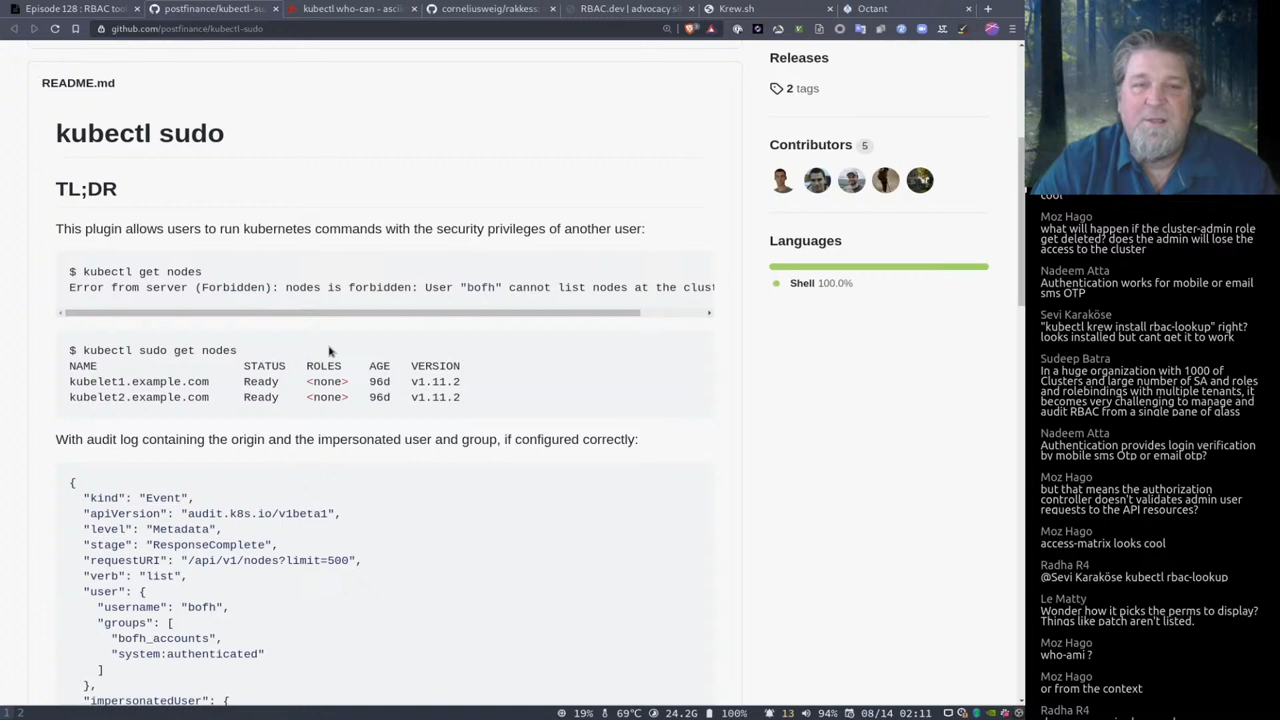 Episode 128 : RBAC tool
postfinance/kubectl-su
kubectl who-can - ascii
corneliusweig/rakkess:
RBAC.dev | advocacy si
Krew.sh
Octant
github.com/postfinance/kubectl-sudo
README.md
kubectl sudo
TL;DR
This plugin allows users to run kubernetes commands with the security privileges of another user:
$ kubectl get nodes
Error from server (Forbidden): nodes is forbidden: User "bofh" cannot list nodes at the clust
$ kubectl sudo get nodes
NAME STATUS ROLES AGE VERSION
kubelet1.example.com Ready <none> 96d v1.11.2
kubelet2.example.com Ready <none> 96d v1.11.2
With audit log containing the origin and the impersonated user and group, if configured correctly:
{
"kind": "Event",
"apiVersion": "audit.k8s.io/v1beta1",
"level": "Metadata",
"stage": "ResponseComplete",
"requestURI": "/api/v1/nodes?limit=500",
"verb": "list",
"user": {
"username": "bofh",
"groups": [
"bofh_accounts",
"system:authenticated"
]
},
"impersonatedUser": {
Releases
2 tags
Contributors 5
Languages
Shell 100.0%
cool
Moz Hago
what will happen if the cluster-admin role
get deleted? does the admin will lose the
access to the cluster
Nadeem Atta
Authentication works for mobile or email
sms OTP
Sevi Karaköse
"kubectl krew install rbac-lookup" right?
looks installed but cant get it to work
Sudeep Batra
In a huge organization with 1000 of
Clusters and large number of SA and roles
and rolebindings with multiple tenants, it
becomes very challenging to manage and
audit RBAC from a single pane of glass
Nadeem Atta
Authentication provides login verification
by mobile sms Otp or email otp?
Moz Hago
but that means the authorization
controller doesn't validates admin user
requests to the API resources?
Moz Hago
access-matrix looks cool
Radha R4
@Sevi Karaköse kubectl rbac-lookup
Le Matty
Wonder how it picks the perms to display?
Things like patch aren't listed.
Moz Hago
who-ami ?
Moz Hago
or from the context
Radha R4
1 2
19% 69°C 24.2G 100% 13 94% 08/14 02:11